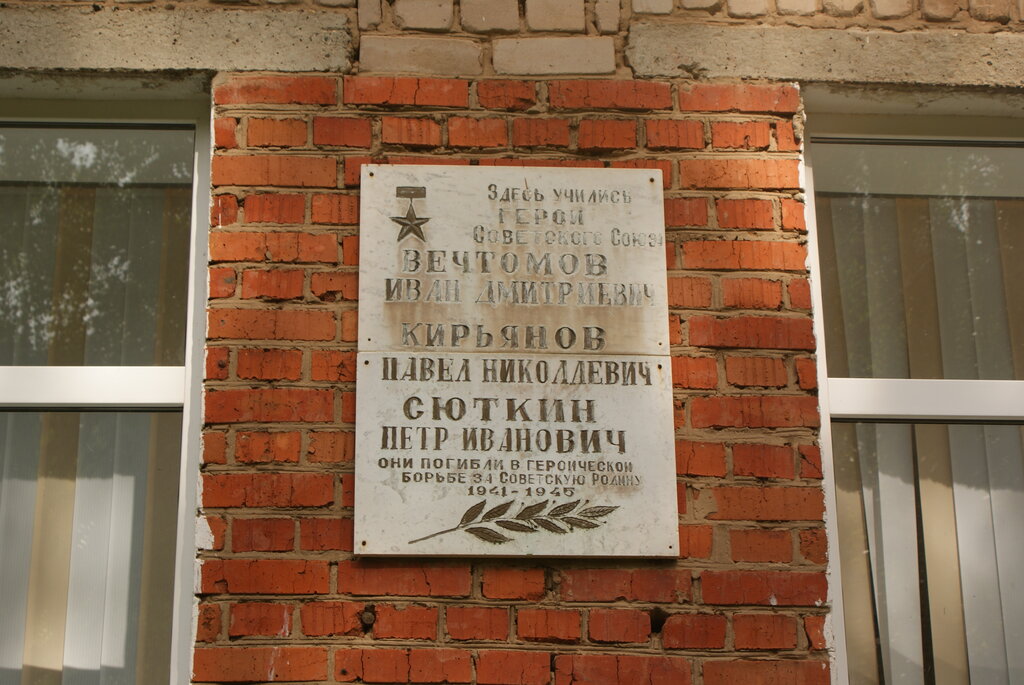 Здесь учились
Герои
Советского Союза
ВЕЧТОМОВ
ИВАН ДМИТРИЕВИЧ
КИРЬЯНОВ
ПАВЕЛ НИКОЛАЕВИЧ
СЮТКИН
ПЕТР ИВАНОВИЧ
ОНИ ПОГИБЛИ В ГЕРОИЧЕСКОЙ
БОРЬБЕ ЗА СОВЕТСКУЮ РОДИНУ
1941-1945